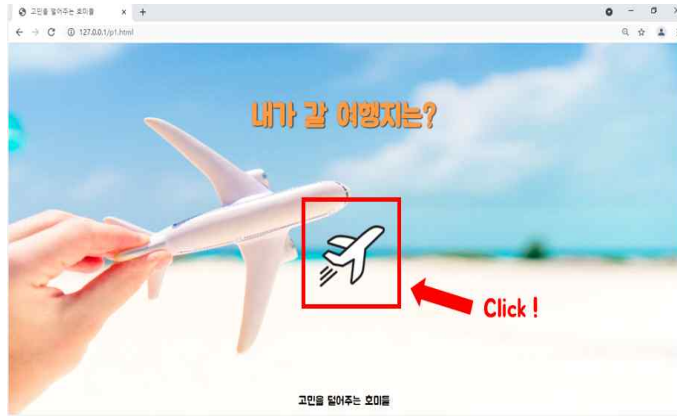 고민을 덜어주는 호미들
127.0.0.1/p1.html
내가 갈 여행지는?
Click !
고민을 덜어주는 호미들